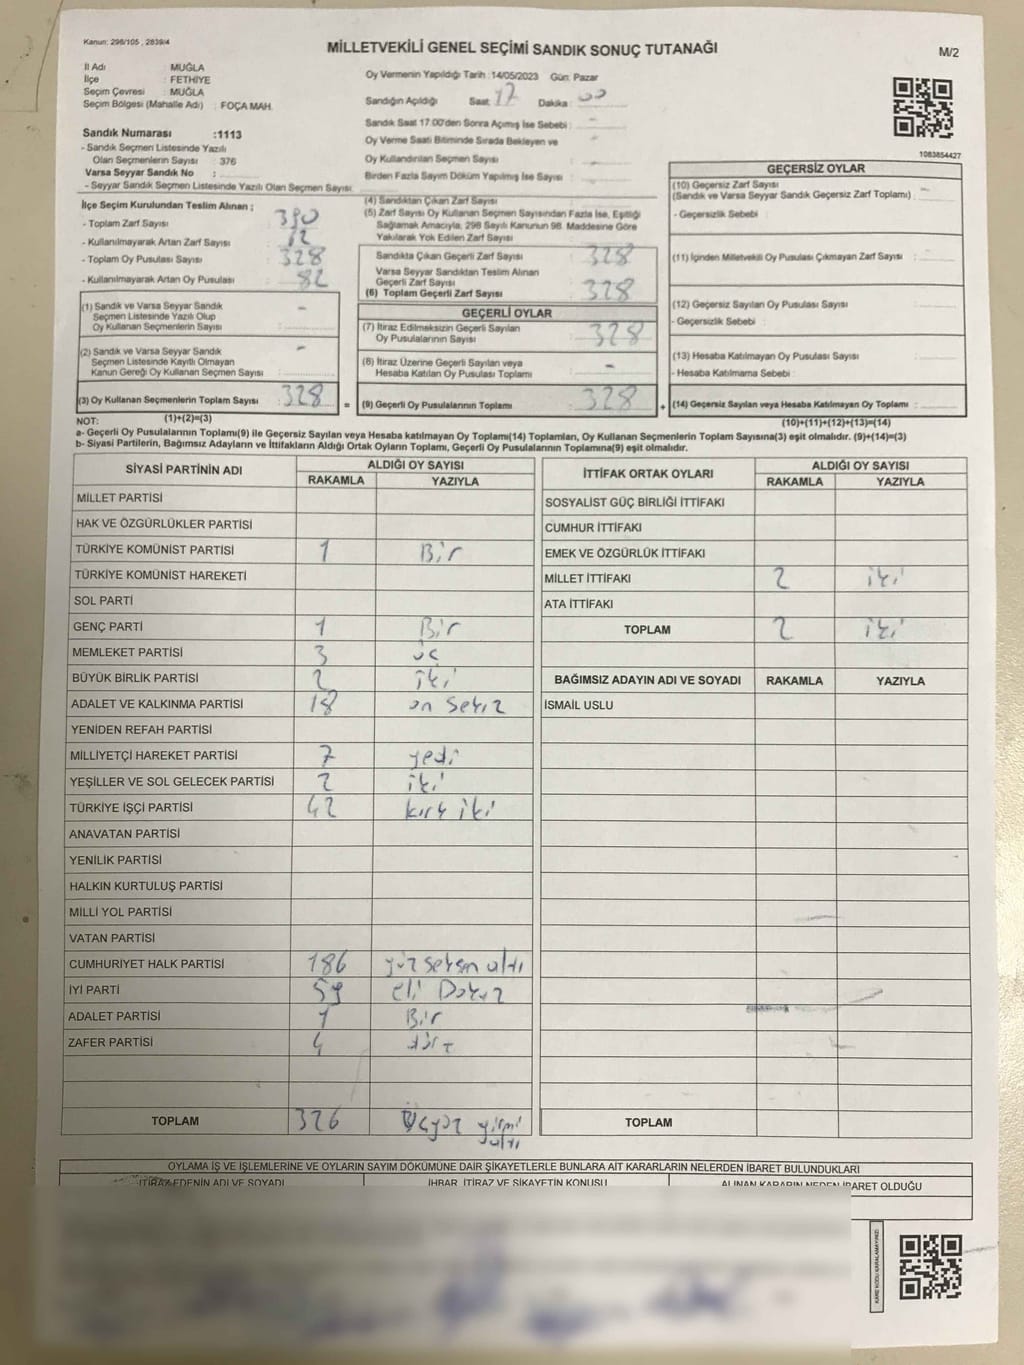 Kanun: 298/105 , 2839/4
MİLLETVEKİLİ GENEL SEÇİMİ SANDIK SONUÇ TUTANAĞI
M/2
İl Adı : MUĞLA
İlçe : FETHİYE
Seçim Çevresi : MUĞLA
Seçim Bölgesi (Mahalle Adı) : FOÇA MAH.
Oy Vermenin Yapıldığı Tarih :14/05/2023 Gün: Pazar
Sandığın Açıldığı Saat : 17 Dakika : 00
Sandık Saat 17.00'den Sonra Açımış İse Sebebi : -
Oy Verme Saati Bitiminde Sırada Bekleyen ve
Oy Kullandırılan Seçmen Sayısı : -
Birden Fazla Sayım Döküm Yapılmış İse Sayısı : -
Sandık Numarası :1113
- Sandık Seçmen Listesinde Yazılı
Olan Seçmenlerin Sayısı : 376
Varsa Seyyar Sandık No :
- Seyyar Sandık Seçmen Listesinde Yazılı Olan Seçmen Sayısı:
1083854427
İlçe Seçim Kurulundan Teslim Alınan ;
- Toplam Zarf Sayısı : 390
- Kullanılmayarak Artan Zarf Sayısı : 12
- Toplam Oy Pusulası Sayısı : 328
- Kullanılmayarak Artan Oy Pusulası : 82
(1) Sandık ve Varsa Seyyar Sandık
Seçmen Listesinde Yazılı Olup
Oy Kullanan Seçmenlerin Sayısı : -
(2) Sandık ve Varsa Seyyar Sandık
Seçmen Listesinde Kayıtlı Olmayan
Kanun Gereği Oy Kullanan Seçmen Sayısı : -
(3) Oy Kullanan Seçmenlerin Toplam Sayısı : 328 =
(4) Sandıktan Çıkan Zarf Sayısı
(5) Zarf Sayısı Oy Kullanan Seçmen Sayısından Fazla İse, Eşitliği
Sağlamak Amacıyla, 298 Sayılı Kanunun 98. Maddesine Göre
Yakılarak Yok Edilen Zarf Sayısı
Sandıkta Çıkan Geçerli Zarf Sayısı : 328
Varsa Seyyar Sandıktan Teslim Alınan
Geçerli Zarf Sayısı
(6) Toplam Geçerli Zarf Sayısı : 328
GEÇERLİ OYLAR
(7) İtiraz Edilmeksizin Geçerli Sayılan
Oy Pusulalarının Sayısı : 328
(8) İtiraz Üzerine Geçerli Sayılan veya
Hesaba Katılan Oy Pusulası Toplamı : -
(9) Geçerli Oy Pusulalarının Toplamı : 328 +
GEÇERSİZ OYLAR
(10) Geçersiz Zarf Sayısı
(Sandık ve Varsa Seyyar Sandık Geçersiz Zarf Toplamı) : -
- Geçersizlik Sebebi :
(11) İçinden Milletvekili Oy Pusulası Çıkmayan Zarf Sayısı :
(12) Geçersiz Sayılan Oy Pusulası Sayısı :
- Geçersizlik Sebebi :
(13) Hesaba Katılmayan Oy Pusulası Sayısı :
- Hesaba Katılmama Sebebi :
(14) Geçersiz Sayılan veya Hesaba Katılmayan Oy Toplamı :
NOT: (1)+(2)=(3) (10)+(11)+(12)+(13)=(14)
a- Geçerli Oy Pusulalarının Toplamı(9) ile Geçersiz Sayılan veya Hesaba katılmayan Oy Toplamı(14) Toplamları, Oy Kullanan Seçmenlerin Toplam Sayısına(3) eşit olmalıdır. (9)+(14)=(3)
b- Siyasi Partilerin, Bağımsız Adayların ve İttifakların Aldığı Ortak Oyların Toplamı, Geçerli Oy Pusulalarının Toplamına(9) eşit olmalıdır.
SİYASİ PARTİNİN ADI ALDIĞI OY SAYISI
RAKAMLA YAZIYLA
MİLLET PARTİSİ
HAK VE ÖZGÜRLÜKLER PARTİSİ
TÜRKİYE KOMÜNİST PARTİSİ 1 Bir
TÜRKİYE KOMÜNİST HAREKETİ
SOL PARTİ
GENÇ PARTİ 1 Bir
MEMLEKET PARTİSİ 3 üç
BÜYÜK BİRLİK PARTİSİ 2 iki
ADALET VE KALKINMA PARTİSİ 18 on sekiz
YENİDEN REFAH PARTİSİ
MİLLİYETÇİ HAREKET PARTİSİ 7 yedi
YEŞİLLER VE SOL GELECEK PARTİSİ 2 iki
TÜRKİYE İŞÇİ PARTİSİ 42 kırk iki
ANAVATAN PARTİSİ
YENİLİK PARTİSİ
HALKIN KURTULUŞ PARTİSİ
MİLLİ YOL PARTİSİ
VATAN PARTİSİ
CUMHURİYET HALK PARTİSİ 186 yüz seksen altı
İYİ PARTİ 59 eli Dokuz
ADALET PARTİSİ 1 Bir
ZAFER PARTİSİ 4 dört
TOPLAM 326 Üçyüz yirmi
altı
İTTİFAK ORTAK OYLARI ALDIĞI OY SAYISI
RAKAMLA YAZIYLA
SOSYALİST GÜÇ BİRLİĞİ İTTİFAKI
CUMHUR İTTİFAKI
EMEK VE ÖZGÜRLÜK İTTİFAKI
MİLLET İTTİFAKI 2 iki
ATA İTTİFAKI
TOPLAM 2 iki
BAĞIMSIZ ADAYIN ADI VE SOYADI RAKAMLA YAZIYLA
İSMAİL USLU
TOPLAM
OYLAMA İŞ VE İŞLEMLERİNE VE OYLARIN SAYIM DÖKÜMÜNE DAİR ŞİKAYETLERLE BUNLARA AİT KARARLARIN NELERDEN İBARET BULUNDUKLARI
İTİRAZ EDENİN ADI VE SOYADI İHBAR, İTİRAZ VE ŞİKAYETİN KONUSU ALINAN KARARIN NEDEN İBARET OLDUĞU
KARE KODU KARALAMAYINIZ!